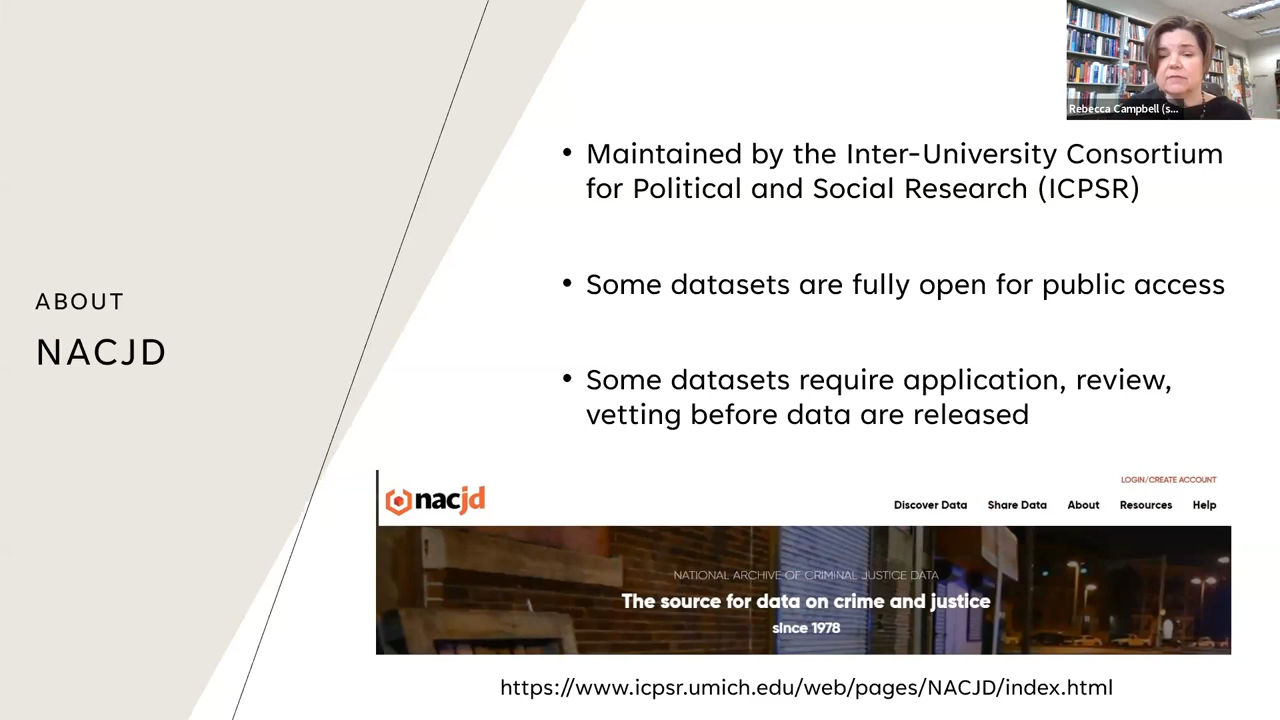 Rebecca Campbell (s...
• Maintained by the Inter-University Consortium
for Political and Social Research (ICPSR)
• Some datasets are fully open for public access
• Some datasets require application, review,
vetting before data are released
ABOUT
NACJD
LOGIN/CREATE ACCOUNT
nacjd
Discover Data Share Data About Resources Help
NATIONAL ARCHIVE OF CRIMINAL JUSTICE DATA
The source for data on crime and justice
since 1978
https://www.icpsr.umich.edu/web/pages/NACJD/index.html